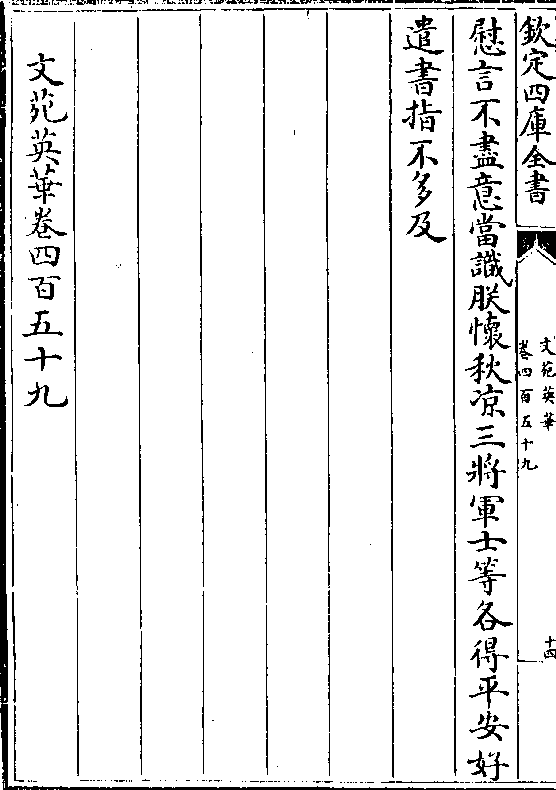 欽定四庫全書
文苑英華
卷四百五十九
十四
慰言不盡意當識朕懷秋涼三將軍士等各得平安好
遣書指不多及
文苑英華卷四百五十九